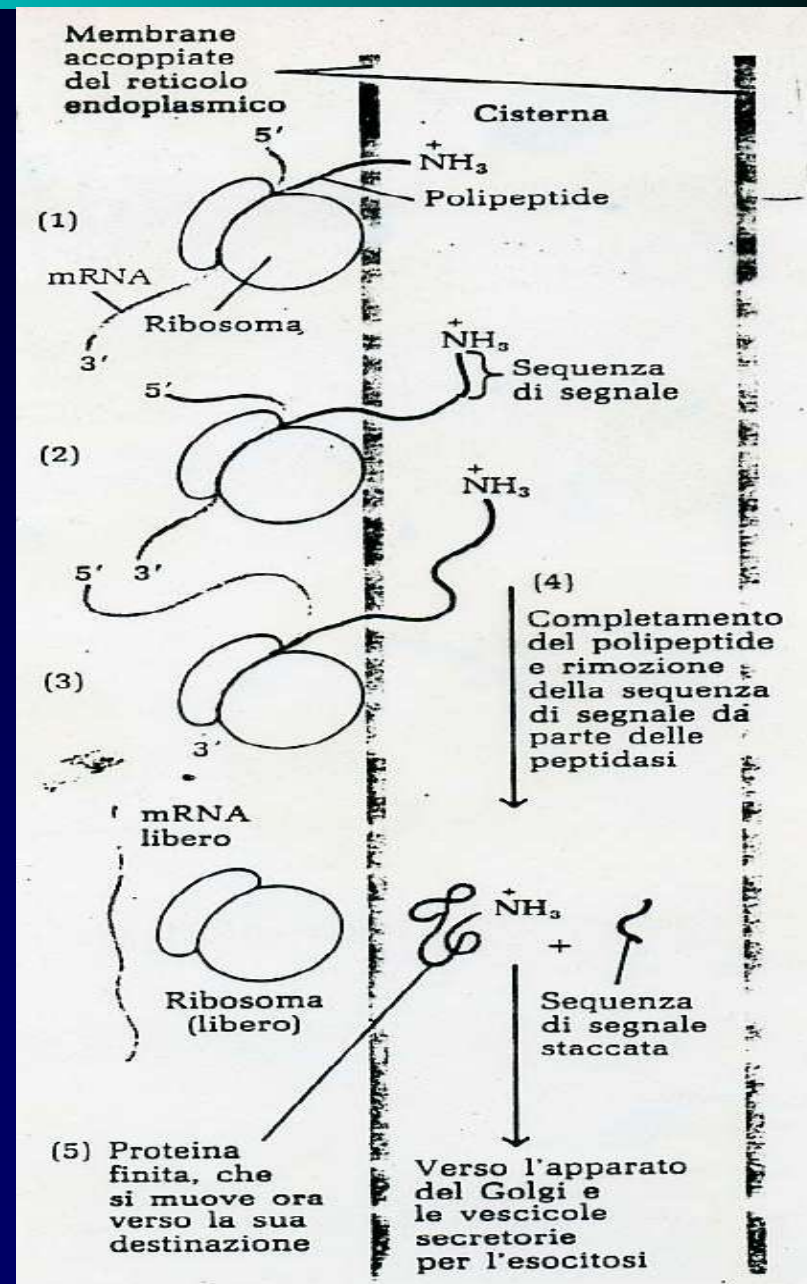 Membrane
accoppiate
del reticolo
endoplasmico
Cisterna
5'
+
NH₃
Polipeptide
(1)
mRNA
Ribosoma
3'
+
NH₃
Sequenza
di segnale
5'
(2)
+
NH₃
5' 3'
(4)
Completamento
del polipeptide
e rimozione
della sequenza
di segnale da
parte delle
peptidasi
(3)
3'
mRNA
libero
+
NH₃
+
Ribosoma
(libero)
Sequenza
di segnale
staccata
(5) Proteina
finita, che
si muove ora
verso la sua
destinazione
Verso l'apparato
del Golgi e
le vescicole
secretorie
per l'esocitosi